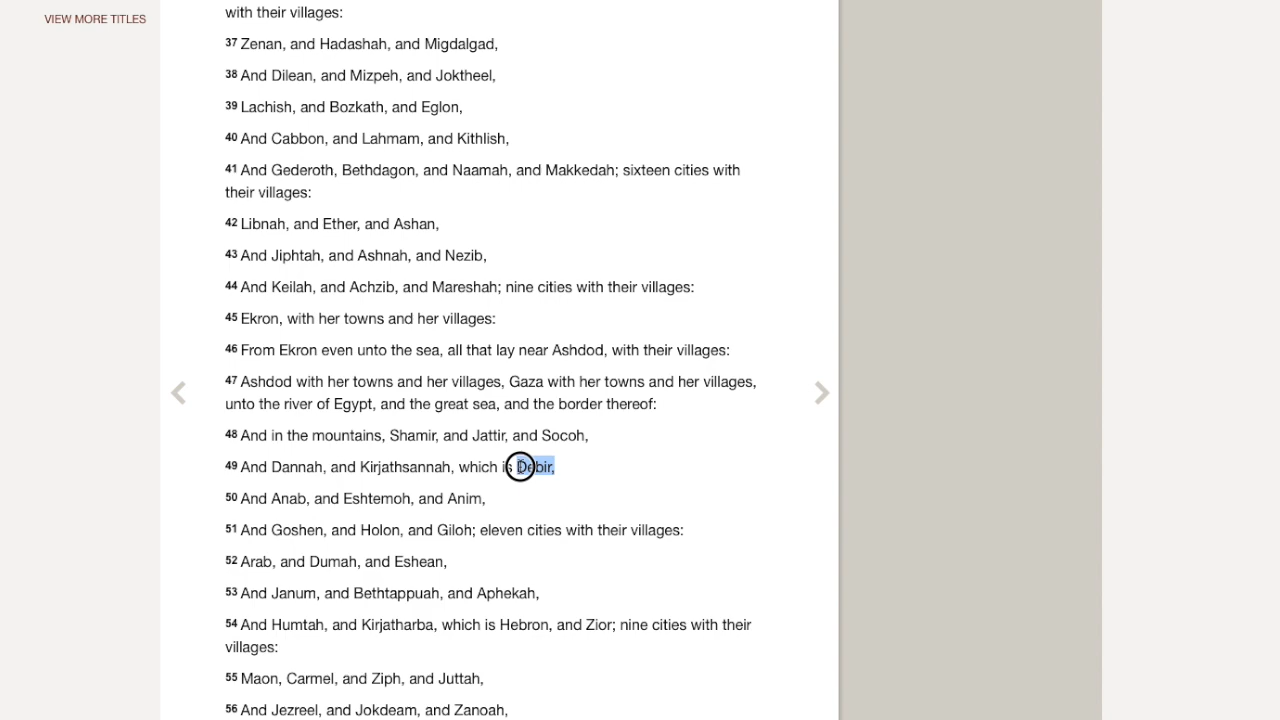 VIEW MORE TITLES
with their villages:
37 Zenan, and Hadashah, and Migdalgad,
38 And Dilean, and Mizpeh, and Joktheel,
39 Lachish, and Bozkath, and Eglon,
40 And Cabbon, and Lahmam, and Kithlish,
41 And Gederoth, Bethdagon, and Naamah, and Makkedah; sixteen cities with
their villages:
42 Libnah, and Ether, and Ashan,
43 And Jiphtah, and Ashnah, and Nezib,
44 And Keilah, and Achzib, and Mareshah; nine cities with their villages:
45 Ekron, with her towns and her villages:
46 From Ekron even unto the sea, all that lay near Ashdod, with their villages:
47 Ashdod with her towns and her villages, Gaza with her towns and her villages,
unto the river of Egypt, and the great sea, and the border thereof:
48 And in the mountains, Shamir, and Jattir, and Socoh,
49 And Dannah, and Kirjathsannah, which is Debir,
50 And Anab, and Eshtemoh, and Anim,
51 And Goshen, and Holon, and Giloh; eleven cities with their villages:
52 Arab, and Dumah, and Eshean,
53 And Janum, and Bethtappuah, and Aphekah,
54 And Humtah, and Kirjatharba, which is Hebron, and Zior; nine cities with their
villages:
55 Maon, Carmel, and Ziph, and Juttah,
56 And Jezreel, and Jokdeam, and Zanoah,